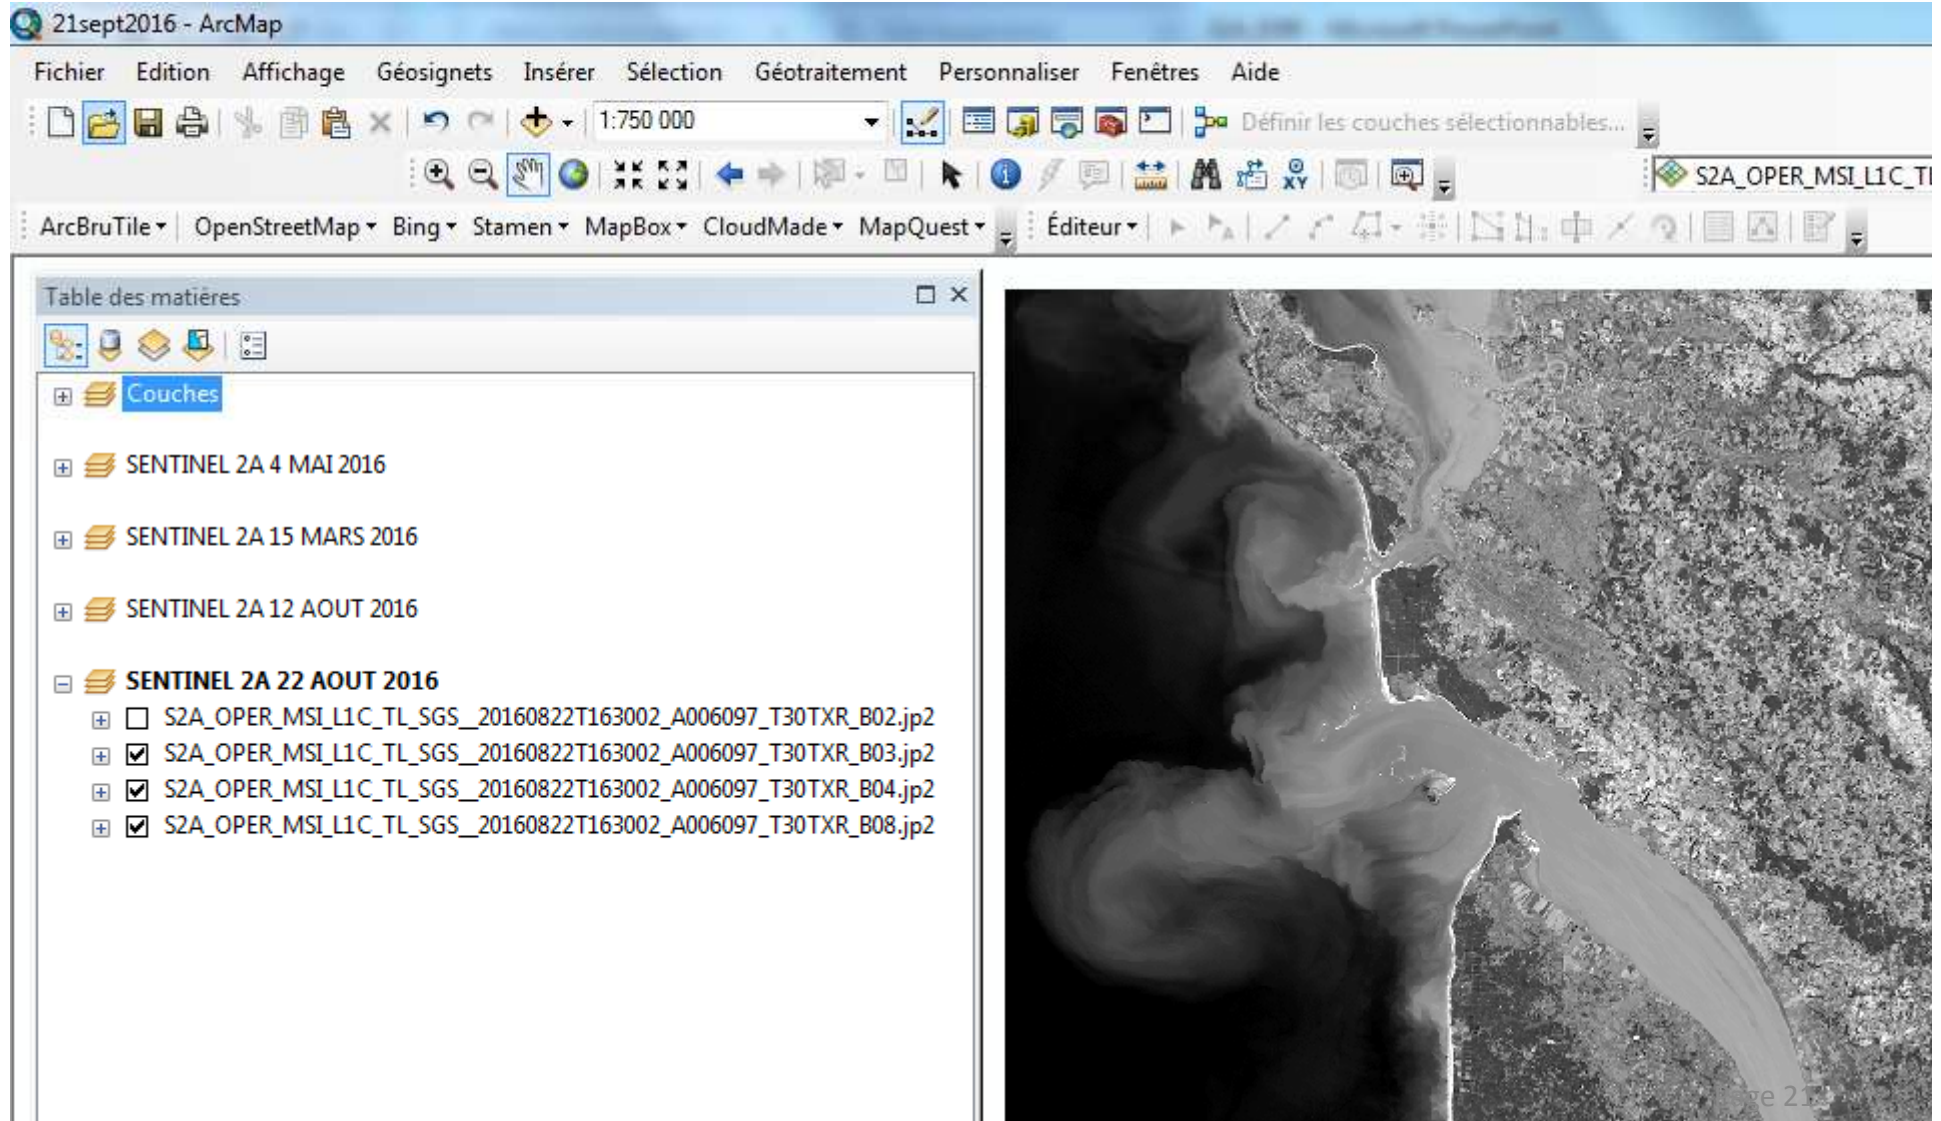 21sept2016 - ArcMap
Fichier Edition Affichage Géosignets Insérer Sélection Géotraitement Personnaliser Fenêtres Aide
1:750 000 Définir les couches sélectionnables...
XY S2A_OPER_MSI_L1C_TL
ArcBruTile OpenStreetMap Bing Stamen MapBox CloudMade MapQuest Éditeur
Table des matières
Couches
SENTINEL 2A 4 MAI 2016
SENTINEL 2A 15 MARS 2016
SENTINEL 2A 12 AOUT 2016
SENTINEL 2A 22 AOUT 2016
S2A_OPER_MSI_L1C_TL_SGS__20160822T163002_A006097_T30TXR_B02.jp2
S2A_OPER_MSI_L1C_TL_SGS__20160822T163002_A006097_T30TXR_B03.jp2
S2A_OPER_MSI_L1C_TL_SGS__20160822T163002_A006097_T30TXR_B04.jp2
S2A_OPER_MSI_L1C_TL_SGS__20160822T163002_A006097_T30TXR_B08.jp2